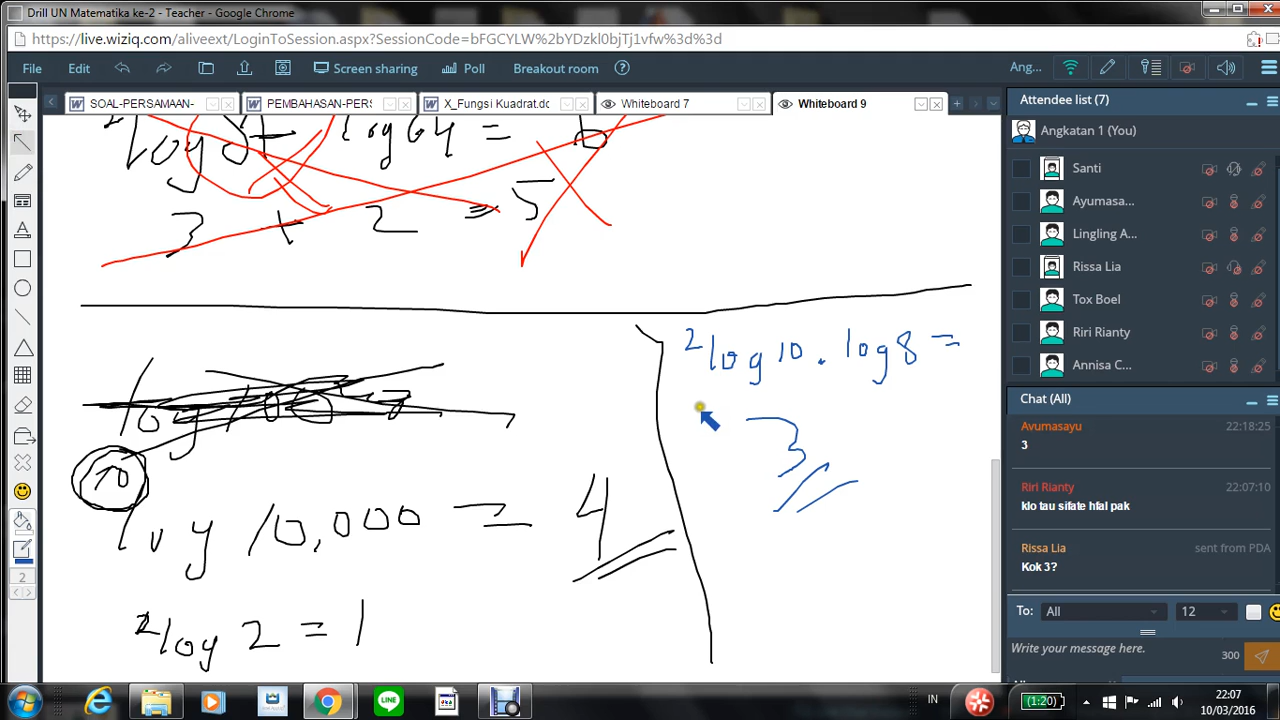 Drill UN Matematika ke-2 - Teacher - Google Chrome
https://live.wiziq.com/aliveext/LoginToSession.aspx?SessionCode=bFGCYLW%2bYDzkl0bjTj1vfw%3d%3d
File Edit Screen sharing Poll Breakout room ? Ang...
SOAL-PERSAMAAN- PEMBAHASAN-PERS X_Fungsi Kuadrat.do Whiteboard 7 Whiteboard 9
Attendee list (7)
Angkatan 1 (You)
Santi
Ayumasa...
Lingling A...
Rissa Lia
Tox Boel
Riri Rianty
Annisa C...
log 64 =
3 + 2 = 5
log 10,000 = 4
²log 2 = 1
10
²log 10 . log 8 =
3
Chat (All)
Avumasayu 22:18:25
3
Riri Rianty 22:07:10
klo tau sifate hfal pak
Rissa Lia sent from PDA
Kok 3?
To: All 12
Write your message here. 300
2
IN (1:20) 22:07
10/03/2016